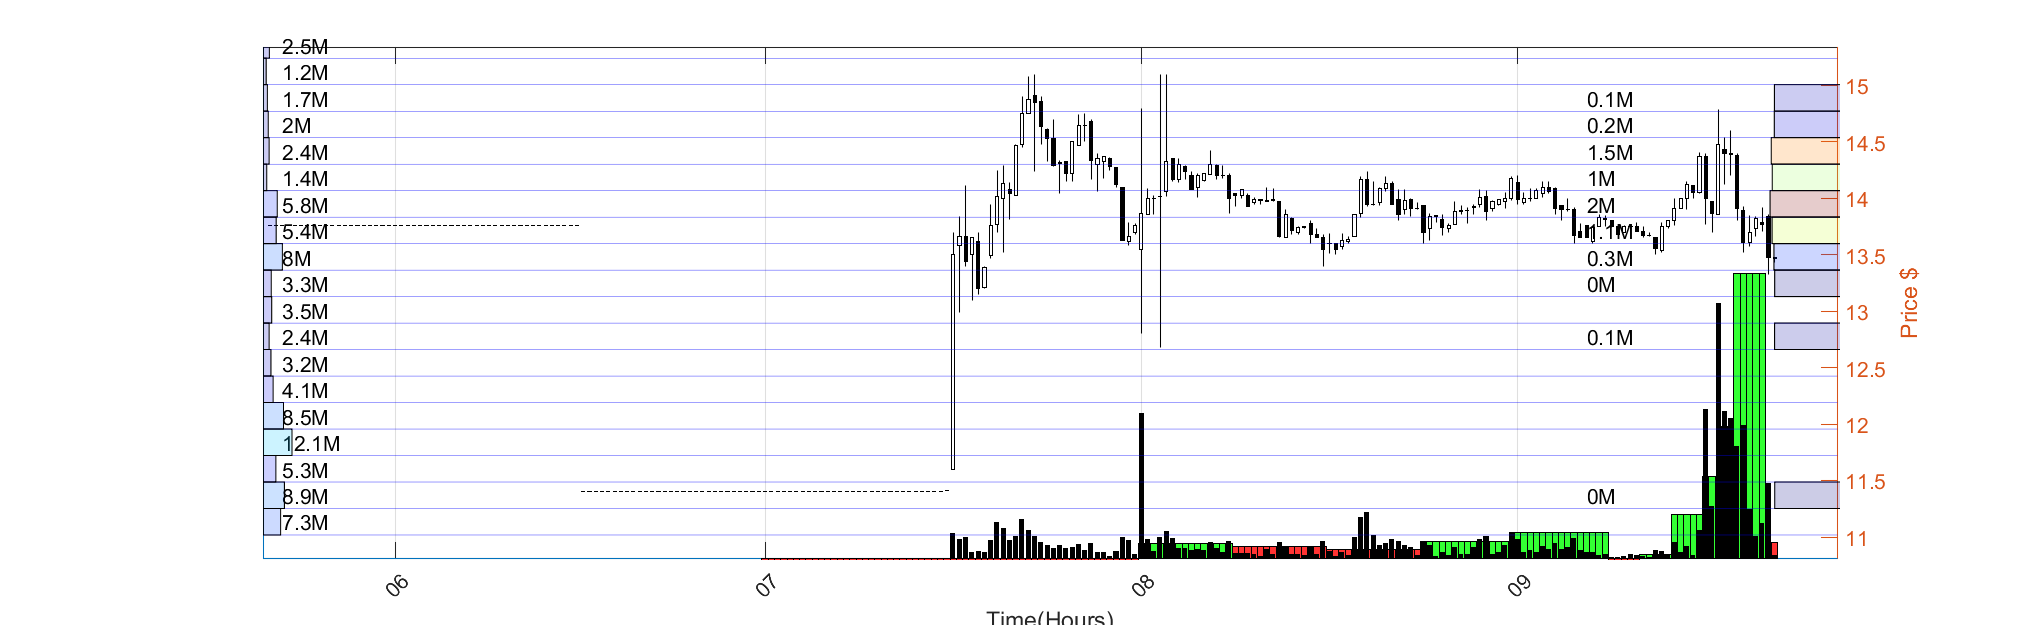 2.5M
1.2M
1.7M 0.1M 15
2M 0.2M
2.4M 1.5M 14.5
1.4M 1M
5.8M 2M 14
5.4M 1.1M
8M 0.3M 13.5
3.3M 0M
3.5M 13
2.4M 0.1M
3.2M 12.5
4.1M
8.5M 12
12.1M
5.3M 11.5
8.9M 0M
7.3M 11
Price $
06 07 08 09
Time(Hours)